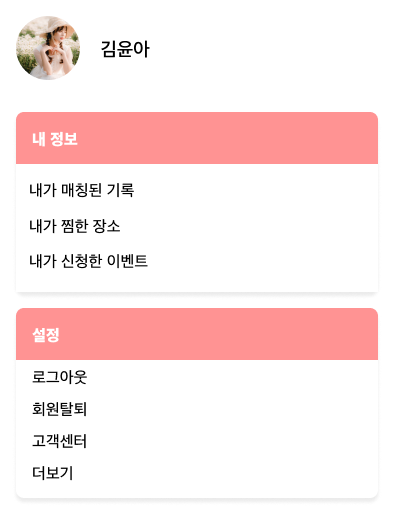 김윤아
내 정보
내가 매칭된 기록
내가 찜한 장소
내가 신청한 이벤트
설정
로그아웃
회원탈퇴
고객센터
더보기